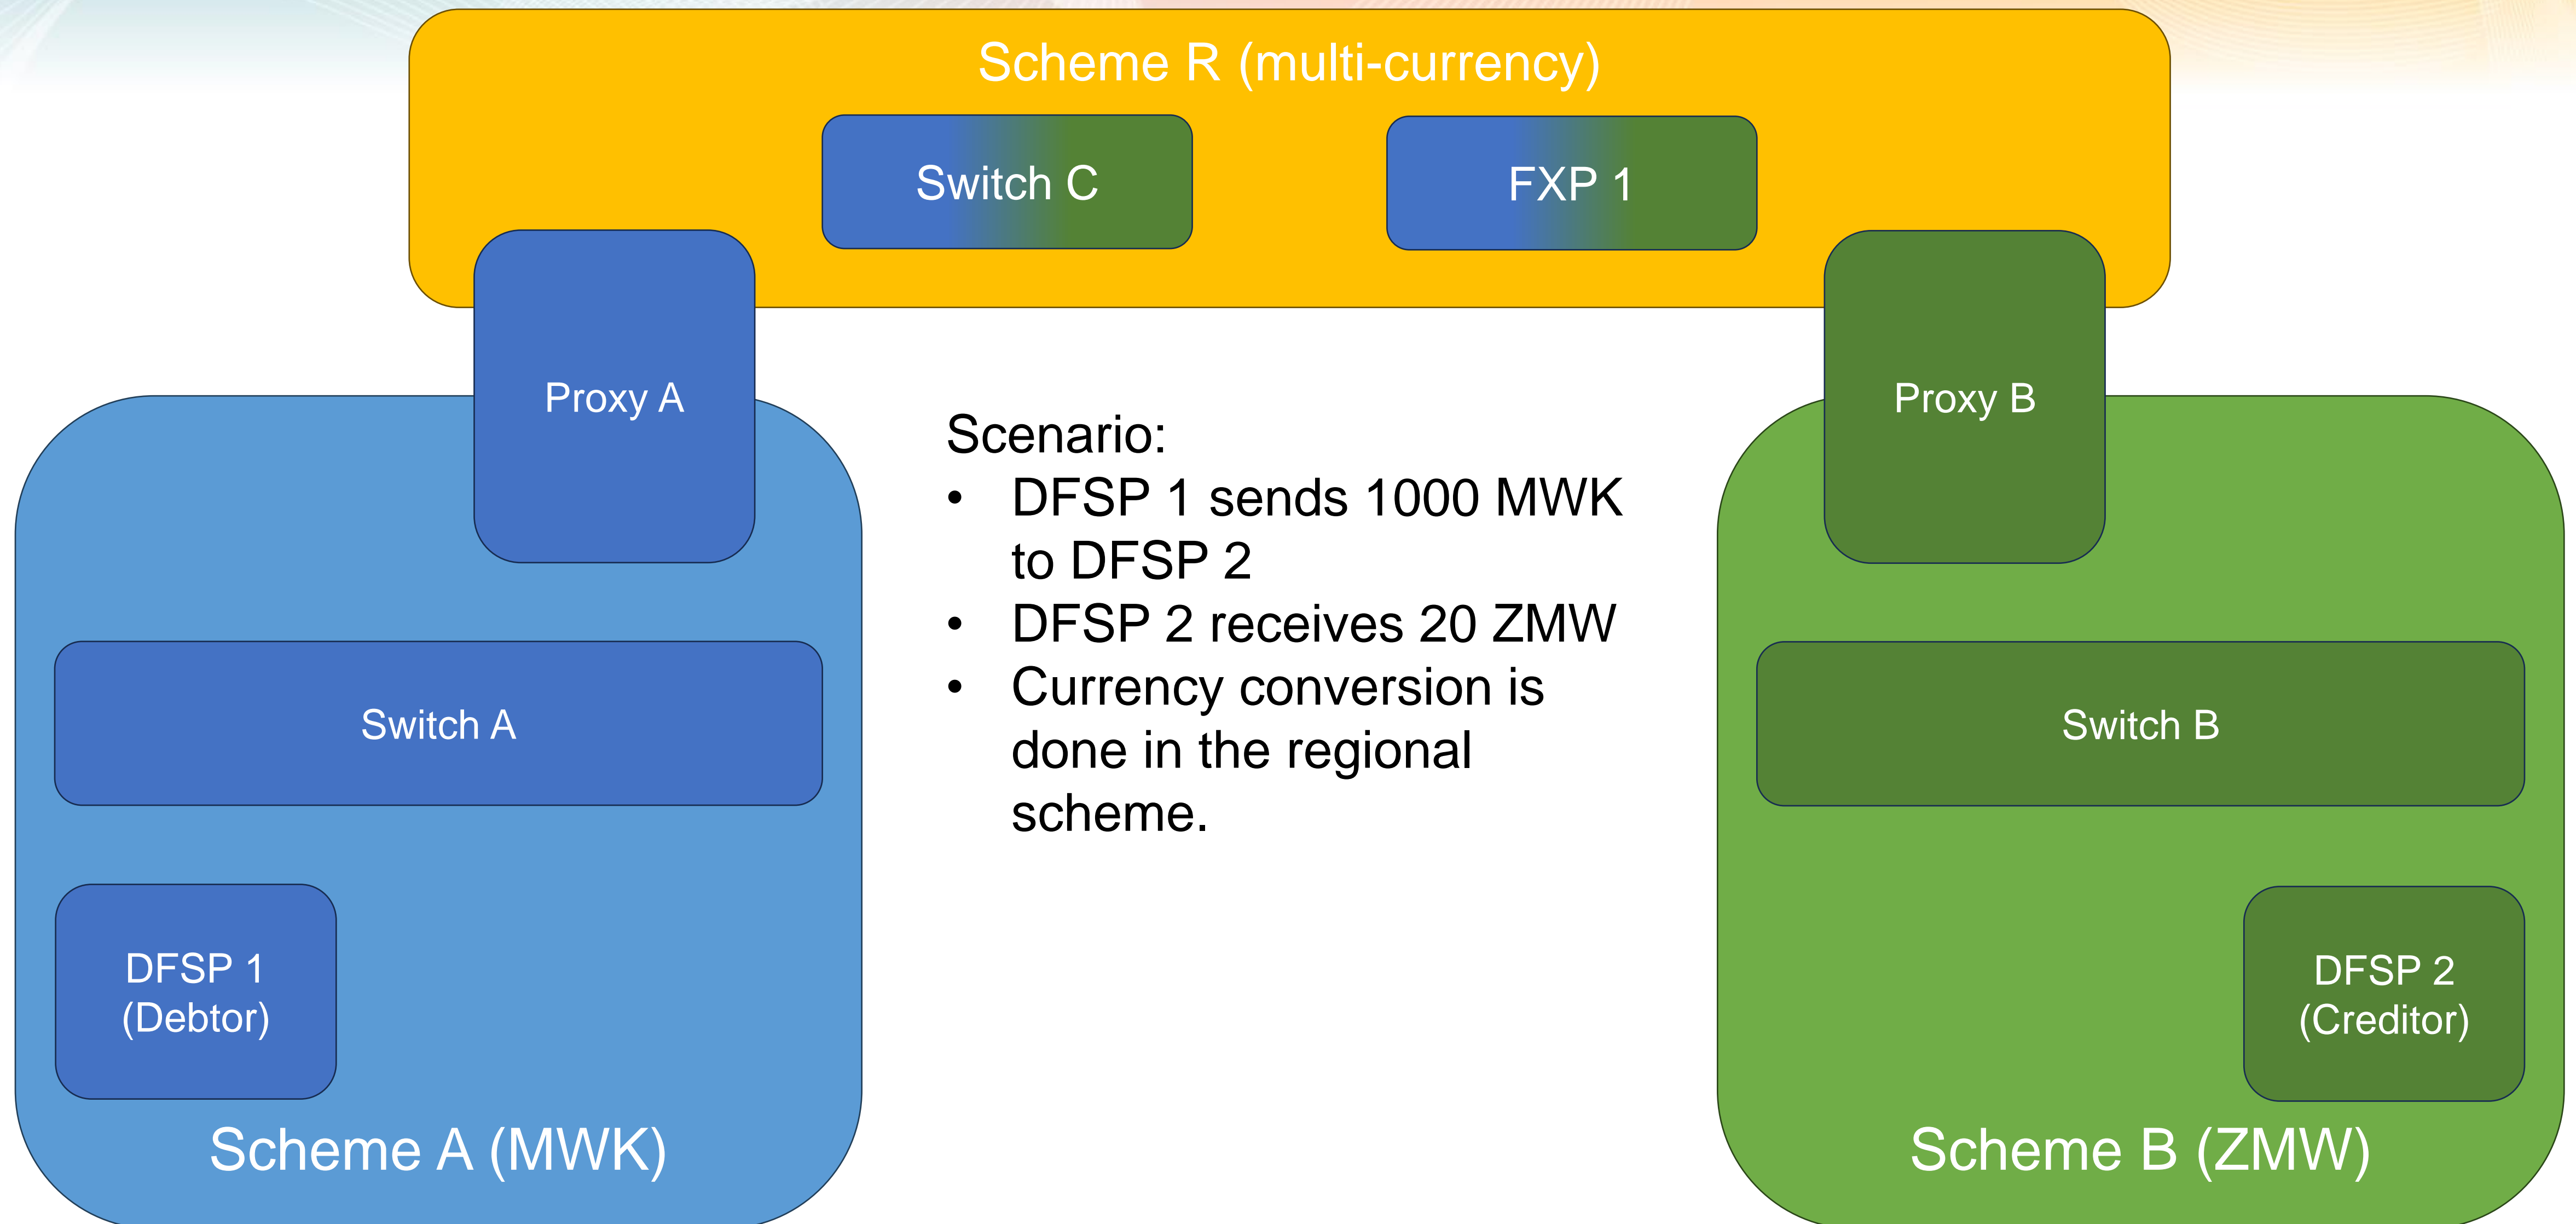 Scheme R (multi-currency)
Switch C
FXP 1
Proxy A
Proxy B
Scenario:
• DFSP 1 sends 1000 MWK
to DFSP 2
• DFSP 2 receives 20 ZMW
• Currency conversion is
done in the regional
scheme.
Switch A
Switch B
DFSP 1
(Debtor)
DFSP 2
(Creditor)
Scheme A (MWK)
Scheme B (ZMW)